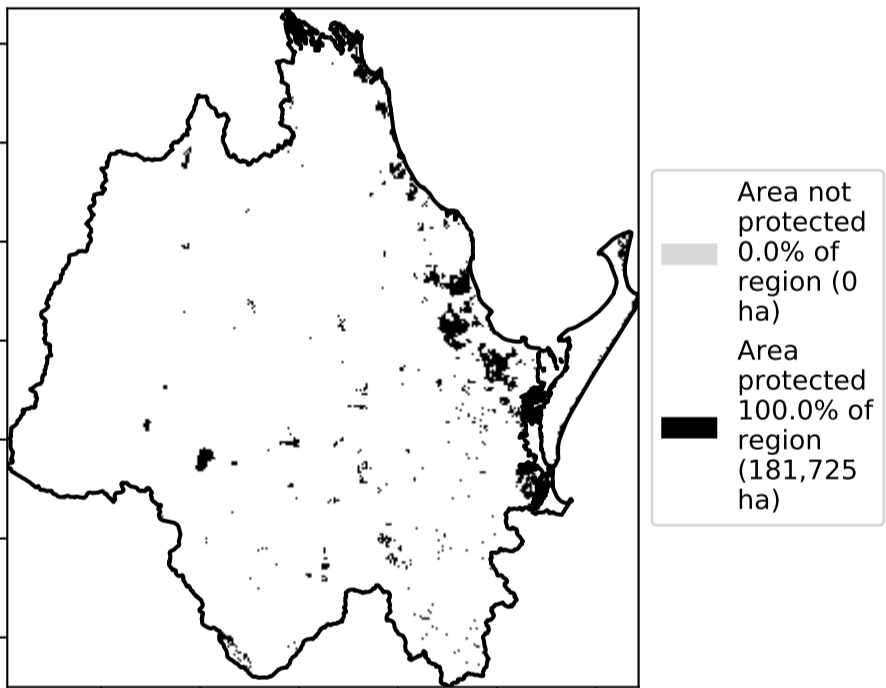 Area not
protected
0.0% of
region (0
ha)
Area
protected
100.0% of
region
(181,725
ha)